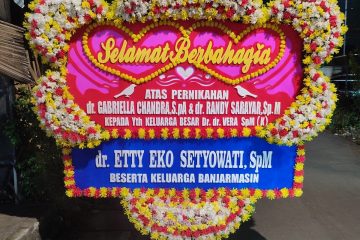 Selamat Berbahagia
ATAS PERNIKAHAN
dr. GABRIELLA CHANDRA,S,pA & dr. RANDY SARAYAR,Sp.M
KEPADA Yth KELUARGA BESAR Dr. dr. VERA SpM (K)
dr. ETTY EKO SETYOWATI, SpM
BESERTA KELUARGA BANJARMASIN